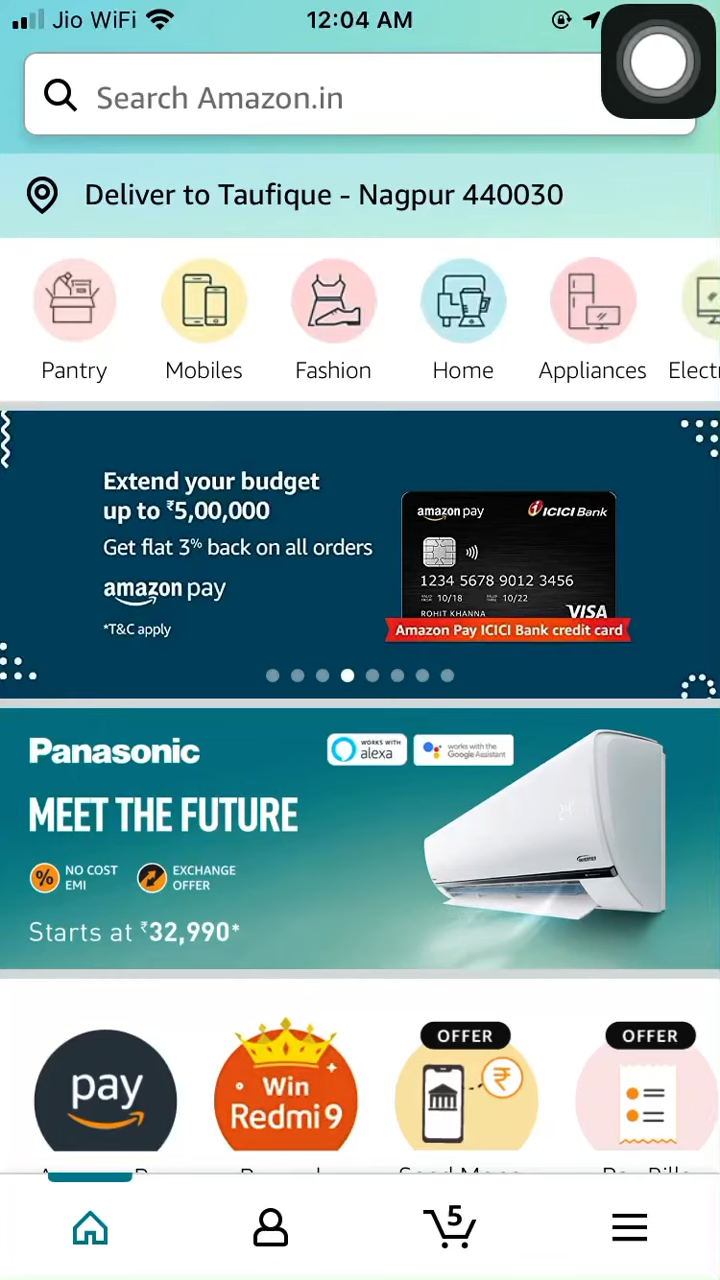 Jio WiFi 12:04 AM
Search Amazon.in
Deliver to Taufique - Nagpur 440030
Pantry Mobiles Fashion Home Appliances Electr
Extend your budget
up to ₹5,00,000
Get flat 3% back on all orders
amazon pay
*T&C apply
amazon pay ICICI Bank
1234 5678 9012 3456
10/18 10/22
ROHIT KHANNA
VISA
Amazon Pay ICICI Bank credit card
Panasonic
WORKS WITH
alexa
works with the
Google Assistant
MEET THE FUTURE
NO COST
EMI
EXCHANGE
OFFER
Starts at ₹32,990*
24
INVERTER
pay
Win
Redmi 9
OFFER
₹
OFFER
5